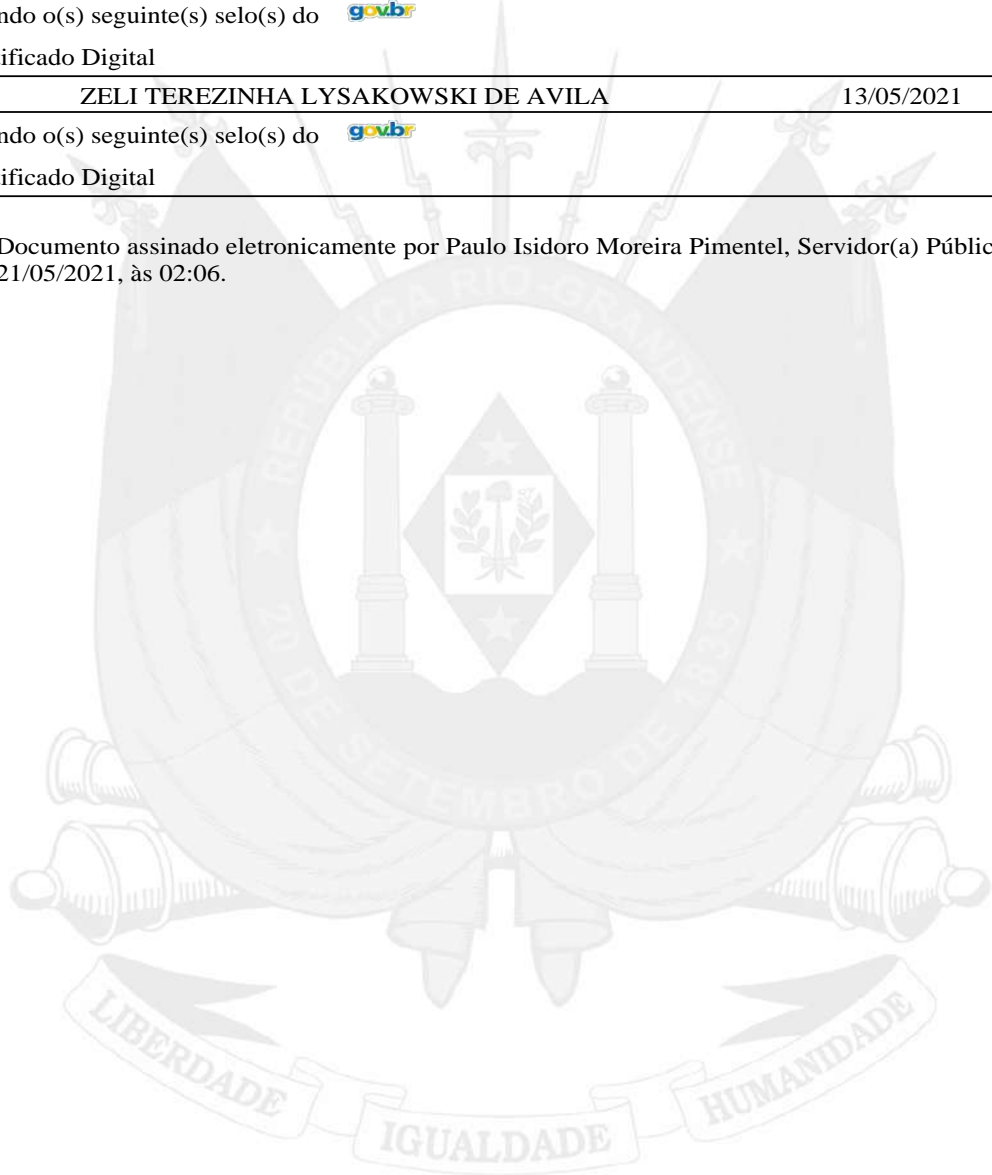 ndo o(s) seguinte(s) selo(s) do gov.br
ificado Digital
ZELI TEREZINHA LYSAKOWSKI DE AVILA 13/05/2021
ndo o(s) seguinte(s) selo(s) do gov.br
ificado Digital
Documento assinado eletronicamente por Paulo Isidoro Moreira Pimentel, Servidor(a) Públic
21/05/2021, às 02:06.
REPUBLICA RIO-GRANDENSE
20 DE SETEMBRO DE 1835
LIBERDADE
IGUALDADE
HUMANIDADE